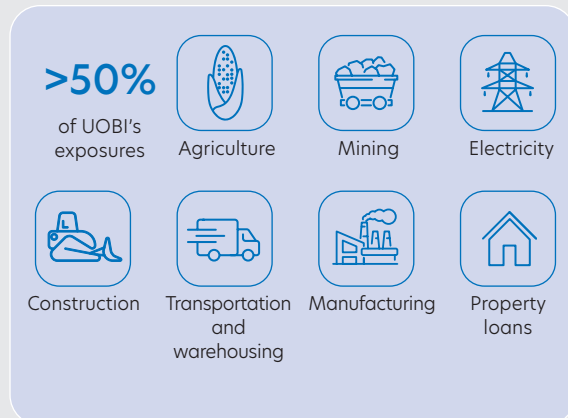 >50%
of UOBI’s
exposures
Agriculture
Mining
Electricity
Construction
Transportation
and
warehousing
Manufacturing
Property
loans